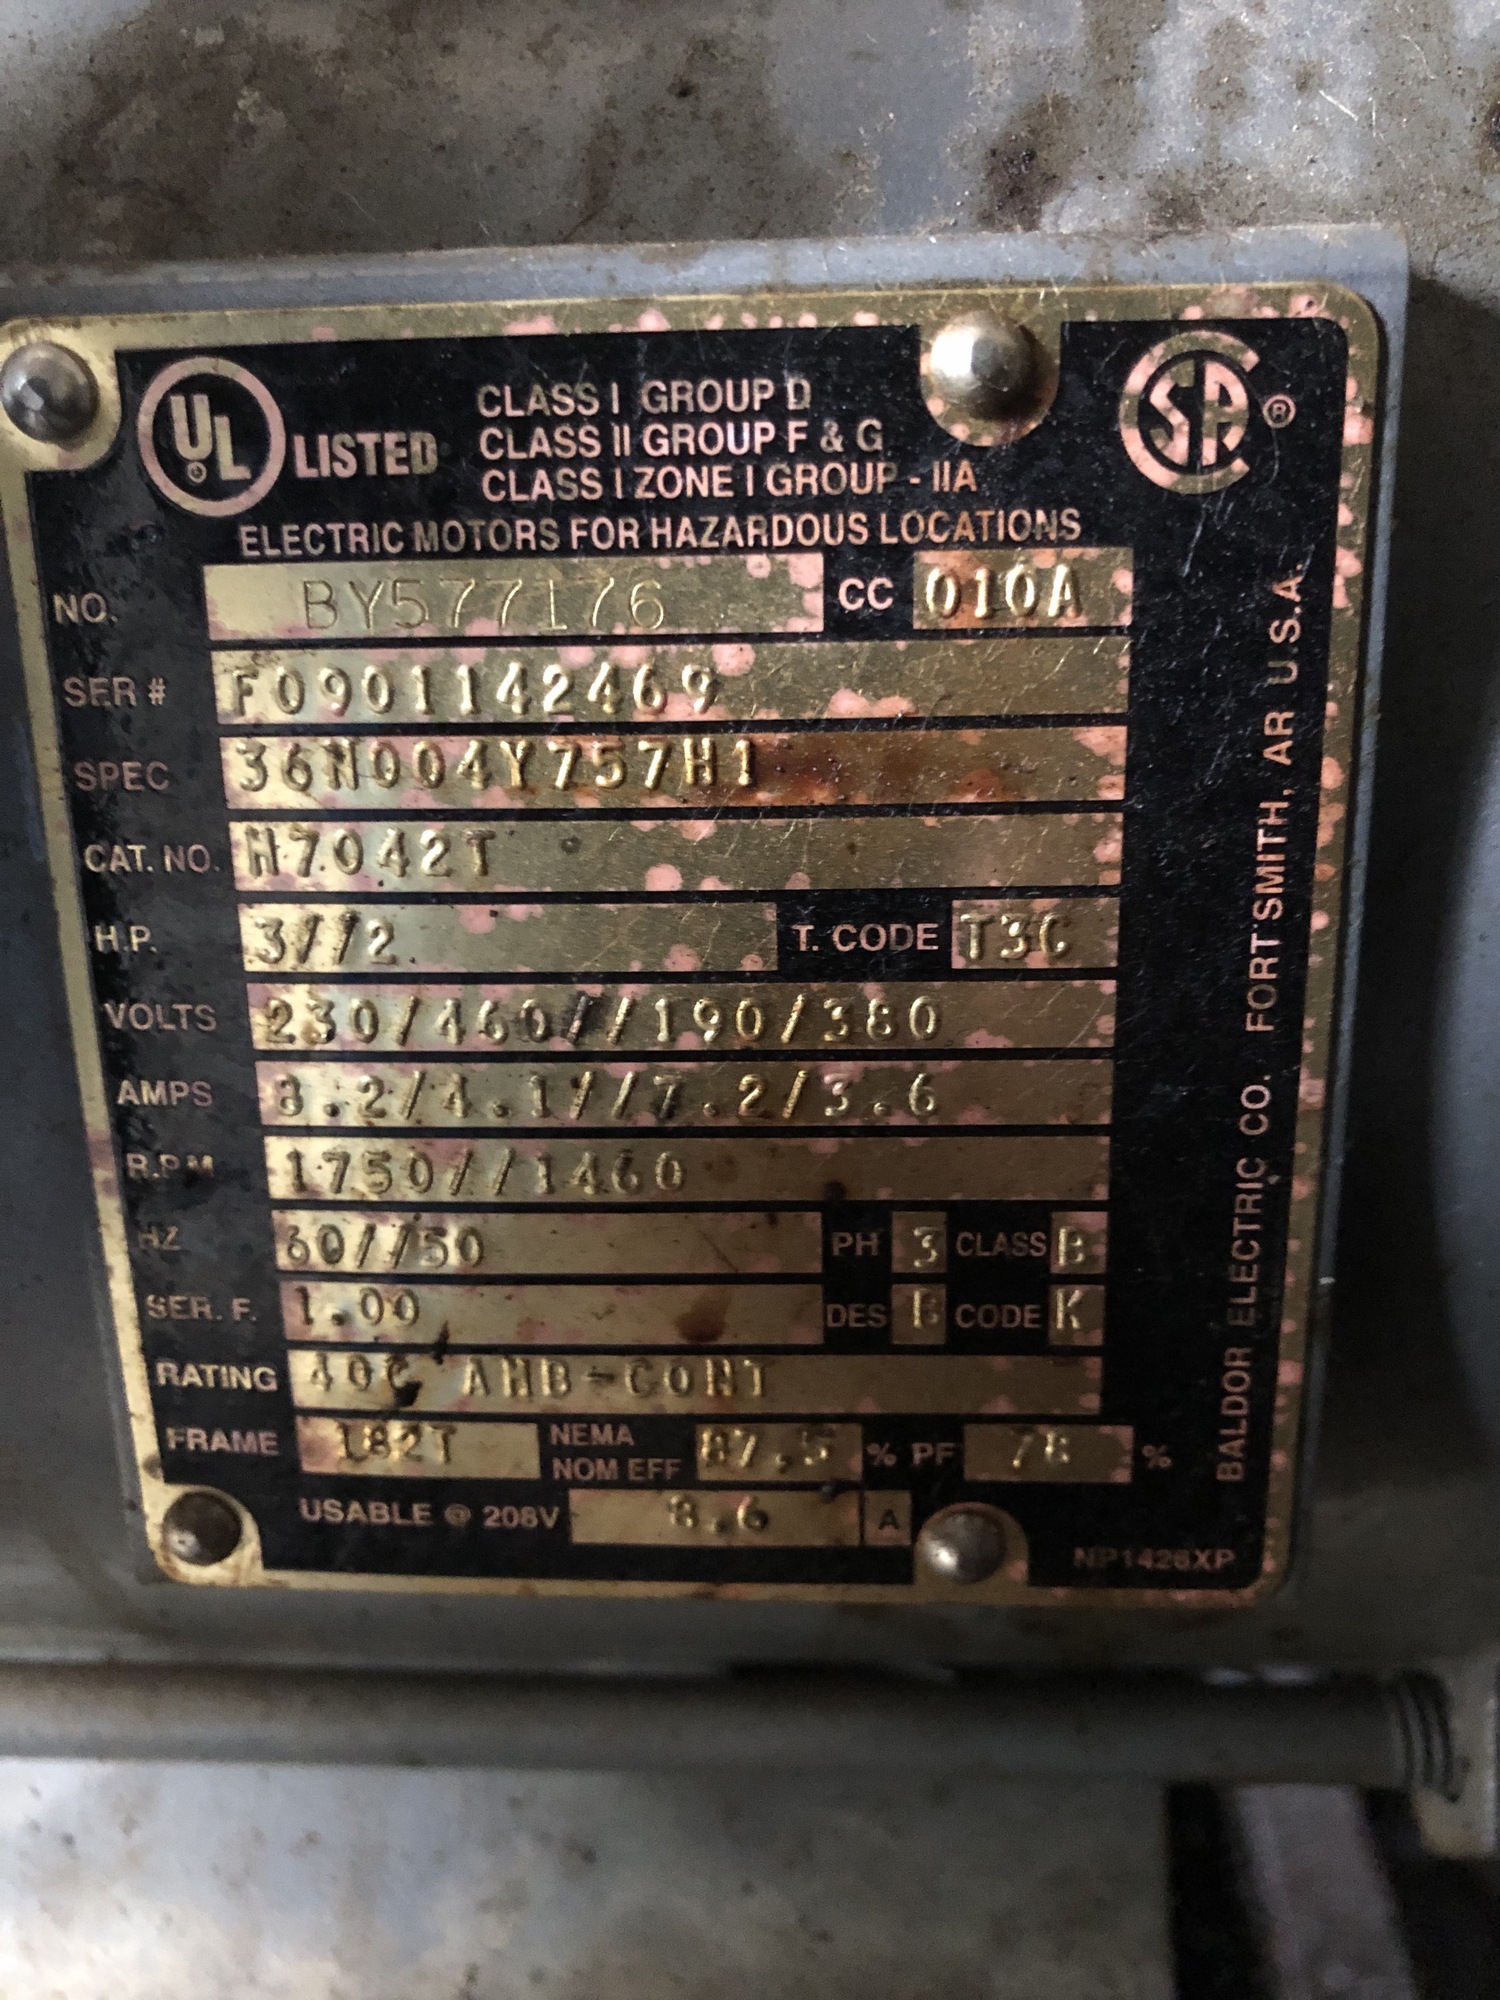 UL LISTED
CLASS I GROUP D
CLASS II GROUP F & G
CLASS I ZONE I GROUP - IIA
SA ®
ELECTRIC MOTORS FOR HAZARDOUS LOCATIONS
NO. BY577176 CC 010A
SER # F0901142469
SPEC 36N004Y757H1
CAT. NO. H7042T
H.P. 3//2 T. CODE T3C
VOLTS 230/460//190/380
AMPS 8.2/4.1//7.2/3.6
R.P.M 1750//1460
HZ 60//50 PH 3 CLASS B
SER. F. 1.00 DES B CODE K
RATING 40C AMB-CONT
FRAME 182T NEMA NOM EFF 87.5 % PF 78 %
USABLE @ 208V 8.6 A
NP1426XP
BALDOR ELECTRIC CO. FORT SMITH, AR U.S.A.